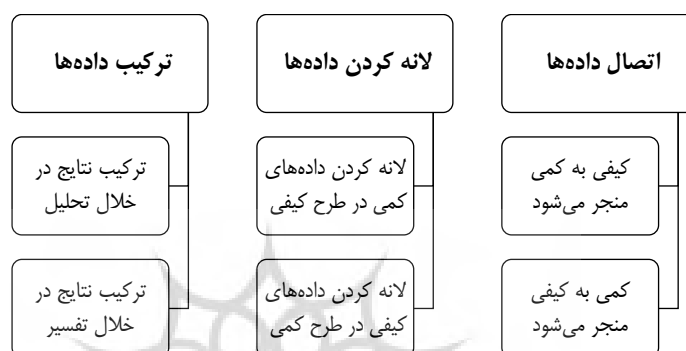 اتصال داده‌ها
کیفی به کمی
منجر می‌شود
کمی به کیفی
منجر می‌شود
لانه کردن داده‌ها
لانه کردن داده‌های
کمی در طرح کیفی
لانه کردن داده‌های
کیفی در طرح کمی
ترکیب داده‌ها
ترکیب نتایج در
خلال تحلیل
ترکیب نتایج در
خلال تفسیر